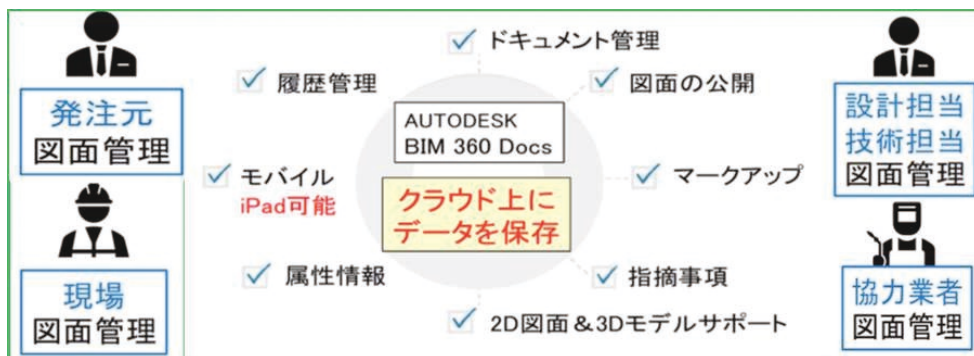 発注元
図面管理
現場
図面管理
ドキュメント管理
履歴管理
図面の公開
AUTODESK
BIM 360 Docs
モバイル
iPad可能
マークアップ
クラウド上に
データを保存
属性情報
指摘事項
2D図面&3Dモデルサポート
設計担当
技術担当
図面管理
協力業者
図面管理